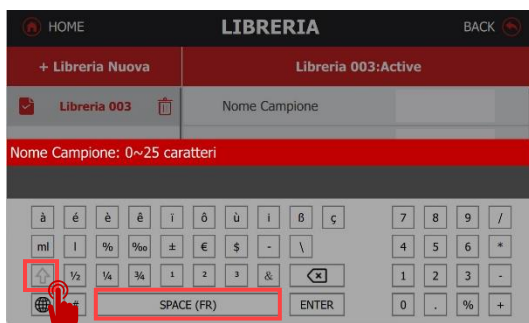 HOME LIBRERIA BACK
+ Libreria Nuova Libreria 003:Active
Libreria 003 Nome Campione
Nome Campione: 0~25 caratteri
à é è ê ï ô ù i ß ç 7 8 9 /
ml l % ‰ ± € $ - \ 4 5 6 *
½ ¼ ¾ ¹ ² ³ & 1 2 3 -
# SPACE (FR) ENTER 0 . % +